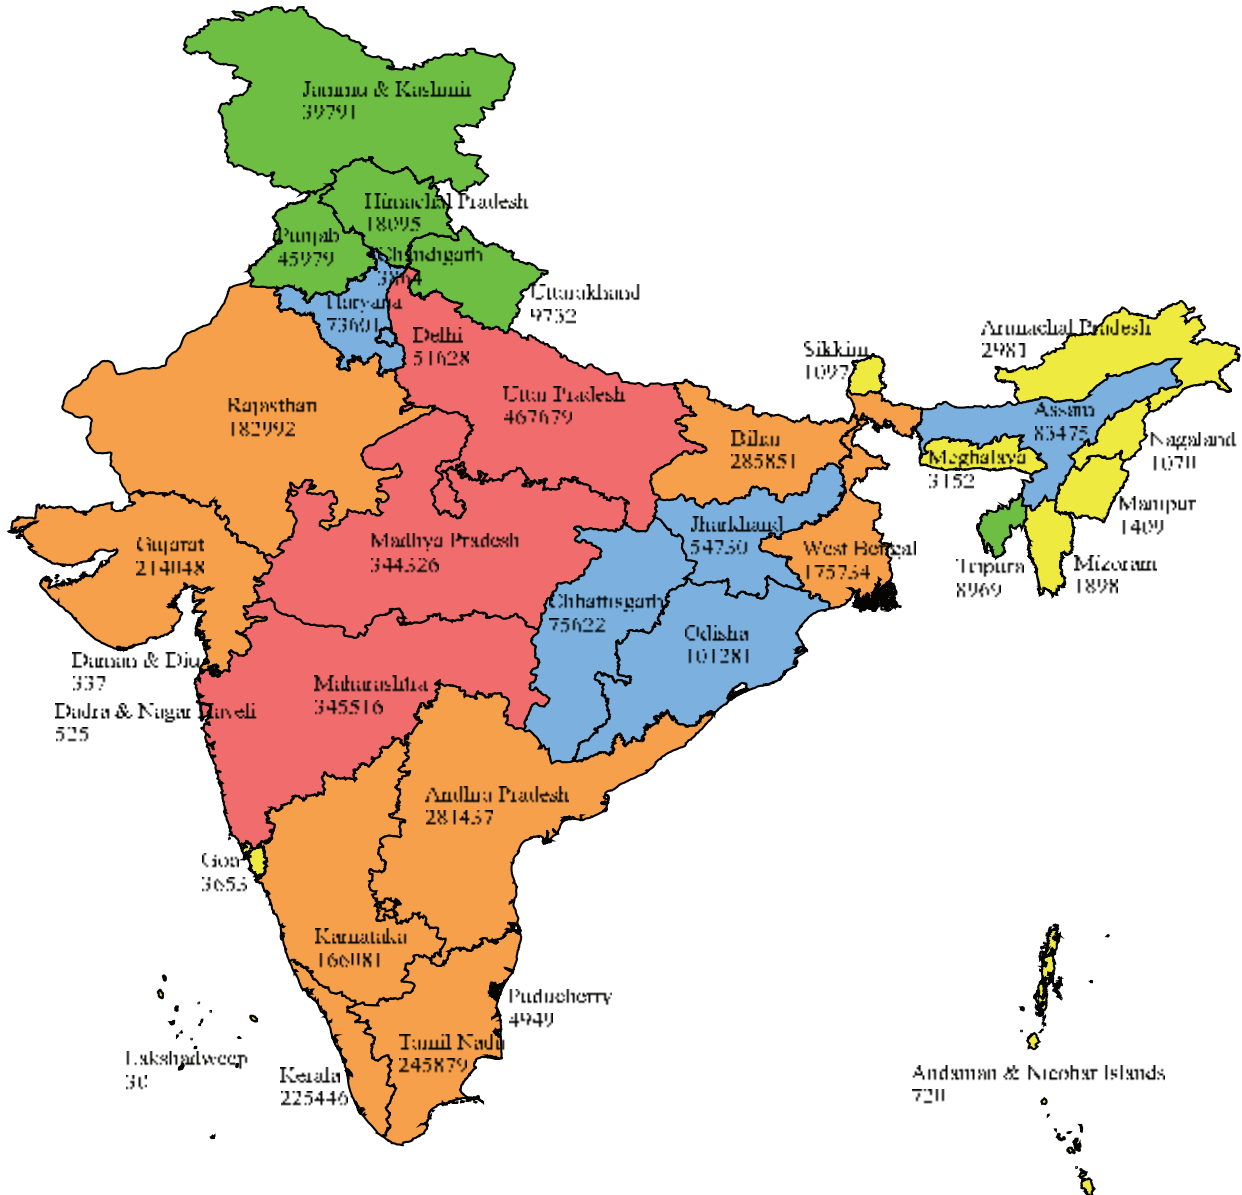 Jammu & Kashmir
39791
Himachal Pradesh
18095
Punjab
45979
Chandigarh
Uttarakhand
9732
Haryana
73601
Delhi
51628
Uttar Pradesh
467679
Rajasthan
182992
Bihar
285851
Sikkim
1097
Arunachal Pradesh
2981
Assam
83475
Nagaland
1070
Meghalaya
3152
Manipur
1409
Tripura
8969
Mizoram
1898
Gujarat
214048
Madhya Pradesh
344326
Jharkhand
54730
West Bengal
175734
Chhattisgarh
75622
Odisha
101281
Daman & Diu
337
Dadra & Nagar Haveli
525
Maharashtra
345516
Andhra Pradesh
281437
Goa
3653
Karnataka
166081
Puducherry
4949
Tamil Nadu
245879
Kerala
225446
Lakshadweep
30
Andaman & Nicobar Islands
720